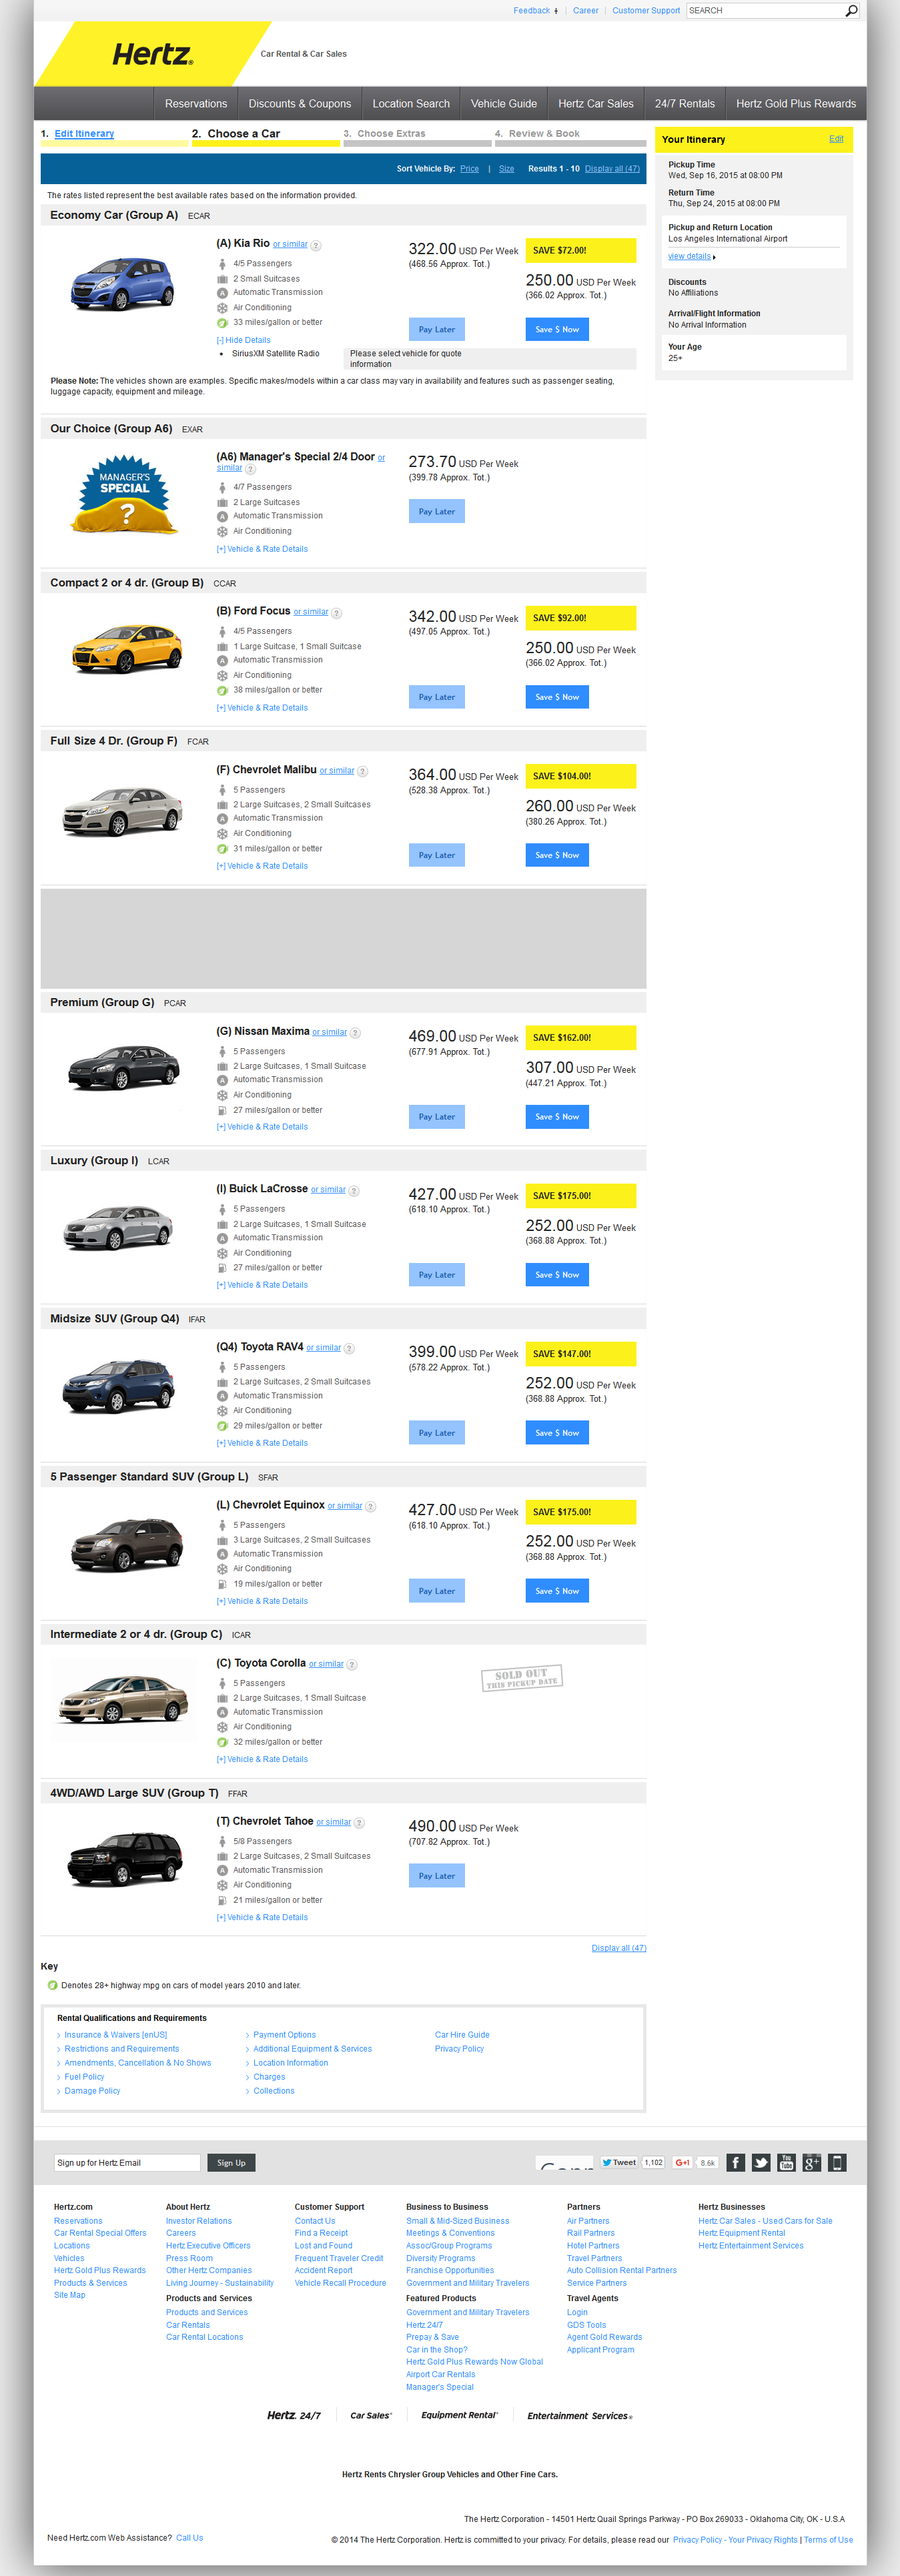 Feedback | Career | Customer Support SEARCH
Hertz. Car Rental & Car Sales
Reservations Discounts & Coupons Location Search Vehicle Guide Hertz Car Sales 24/7 Rentals Hertz Gold Plus Rewards
1. Edit Itinerary 2. Choose a Car 3. Choose Extras 4. Review & Book
Sort Vehicle By: Price | Size Results 1 - 10 Display all (47)
The rates listed represent the best available rates based on the information provided.
Economy Car (Group A) ECAR
(A) Kia Rio or similar ?
4/5 Passengers
2 Small Suitcases
Automatic Transmission
Air Conditioning
33 miles/gallon or better
[-] Hide Details
322.00 USD Per Week
(468.56 Approx. Tot.)
Pay Later
SAVE $72.00!
250.00 USD Per Week
(366.02 Approx. Tot.)
Save $ Now
• SiriusXM Satellite Radio
Please select vehicle for quote
information
Please Note: The vehicles shown are examples. Specific makes/models within a car class may vary in availability and features such as passenger seating,
luggage capacity, equipment and mileage.
Our Choice (Group A6) EXAR
MANAGER'S
SPECIAL
?
(A6) Manager's Special 2/4 Door or
similar ?
4/7 Passengers
2 Large Suitcases
Automatic Transmission
Air Conditioning
[+] Vehicle & Rate Details
273.70 USD Per Week
(399.78 Approx. Tot.)
Pay Later
Compact 2 or 4 dr. (Group B) CCAR
(B) Ford Focus or similar ?
4/5 Passengers
1 Large Suitcase, 1 Small Suitcase
Automatic Transmission
Air Conditioning
38 miles/gallon or better
[+] Vehicle & Rate Details
342.00 USD Per Week
(497.05 Approx. Tot.)
Pay Later
SAVE $92.00!
250.00 USD Per Week
(366.02 Approx. Tot.)
Save $ Now
Full Size 4 Dr. (Group F) FCAR
(F) Chevrolet Malibu or similar ?
5 Passengers
2 Large Suitcases, 2 Small Suitcases
Automatic Transmission
Air Conditioning
31 miles/gallon or better
[+] Vehicle & Rate Details
364.00 USD Per Week
(528.38 Approx. Tot.)
Pay Later
SAVE $104.00!
260.00 USD Per Week
(380.26 Approx. Tot.)
Save $ Now
Premium (Group G) PCAR
(G) Nissan Maxima or similar ?
5 Passengers
2 Large Suitcases, 1 Small Suitcase
Automatic Transmission
Air Conditioning
27 miles/gallon or better
[+] Vehicle & Rate Details
469.00 USD Per Week
(677.91 Approx. Tot.)
Pay Later
SAVE $162.00!
307.00 USD Per Week
(447.21 Approx. Tot.)
Save $ Now
Luxury (Group I) LCAR
(I) Buick LaCrosse or similar ?
5 Passengers
2 Large Suitcases, 1 Small Suitcase
Automatic Transmission
Air Conditioning
27 miles/gallon or better
[+] Vehicle & Rate Details
427.00 USD Per Week
(618.10 Approx. Tot.)
Pay Later
SAVE $175.00!
252.00 USD Per Week
(368.88 Approx. Tot.)
Save $ Now
Midsize SUV (Group Q4) IFAR
(Q4) Toyota RAV4 or similar ?
5 Passengers
2 Large Suitcases, 2 Small Suitcases
Automatic Transmission
Air Conditioning
29 miles/gallon or better
[+] Vehicle & Rate Details
399.00 USD Per Week
(578.22 Approx. Tot.)
Pay Later
SAVE $147.00!
252.00 USD Per Week
(368.88 Approx. Tot.)
Save $ Now
5 Passenger Standard SUV (Group L) SFAR
(L) Chevrolet Equinox or similar ?
5 Passengers
3 Large Suitcases, 2 Small Suitcases
Automatic Transmission
Air Conditioning
19 miles/gallon or better
[+] Vehicle & Rate Details
427.00 USD Per Week
(618.10 Approx. Tot.)
Pay Later
SAVE $175.00!
252.00 USD Per Week
(368.88 Approx. Tot.)
Save $ Now
Intermediate 2 or 4 dr. (Group C) ICAR
(C) Toyota Corolla or similar ?
5 Passengers
2 Large Suitcases, 1 Small Suitcase
Automatic Transmission
Air Conditioning
32 miles/gallon or better
[+] Vehicle & Rate Details
SOLD OUT
THIS PICKUP DATE
4WD/AWD Large SUV (Group T) FFAR
(T) Chevrolet Tahoe or similar ?
5/8 Passengers
2 Large Suitcases, 2 Small Suitcases
Automatic Transmission
Air Conditioning
21 miles/gallon or better
[+] Vehicle & Rate Details
490.00 USD Per Week
(707.82 Approx. Tot.)
Pay Later
Display all (47)
Your Itinerary Edit
Pickup Time
Wed, Sep 16, 2015 at 08:00 PM
Return Time
Thu, Sep 24, 2015 at 08:00 PM
Pickup and Return Location
Los Angeles International Airport
view details
Discounts
No Affiliations
Arrival/Flight Information
No Arrival Information
Your Age
25+
Key
Denotes 28+ highway mpg on cars of model years 2010 and later.
Rental Qualifications and Requirements
Insurance & Waivers [enUS]
Restrictions and Requirements
Amendments, Cancellation & No Shows
Fuel Policy
Damage Policy
Payment Options
Additional Equipment & Services
Location Information
Charges
Collections
Car Hire Guide
Privacy Policy
Sign up for Hertz Email Sign Up Tweet 1,102 G+1 8.6k
Hertz.com
Reservations
Car Rental Special Offers
Locations
Vehicles
Hertz Gold Plus Rewards
Products & Services
Site Map
About Hertz
Investor Relations
Careers
Hertz Executive Officers
Press Room
Other Hertz Companies
Living Journey - Sustainability
Products and Services
Products and Services
Car Rentals
Car Rental Locations
Customer Support
Contact Us
Find a Receipt
Lost and Found
Frequent Traveler Credit
Accident Report
Vehicle Recall Procedure
Business to Business
Small & Mid-Sized Business
Meetings & Conventions
Assoc/Group Programs
Diversity Programs
Franchise Opportunities
Government and Military Travelers
Featured Products
Government and Military Travelers
Hertz 24/7
Prepay & Save
Car in the Shop?
Hertz Gold Plus Rewards Now Global
Airport Car Rentals
Manager's Special
Partners
Air Partners
Rail Partners
Hotel Partners
Travel Partners
Auto Collision Rental Partners
Service Partners
Travel Agents
Login
GDS Tools
Agent Gold Rewards
Applicant Program
Hertz Businesses
Hertz Car Sales - Used Cars for Sale
Hertz Equipment Rental
Hertz Entertainment Services
Hertz. 24/7 Car Sales Equipment Rental Entertainment Services
Hertz Rents Chrysler Group Vehicles and Other Fine Cars.
The Hertz Corporation - 14501 Hertz Quail Springs Parkway - PO Box 269033 - Oklahoma City, OK - U.S.A
Need Hertz.com Web Assistance? Call Us
© 2014 The Hertz Corporation. Hertz is committed to your privacy. For details, please read our Privacy Policy - Your Privacy Rights | Terms of Use